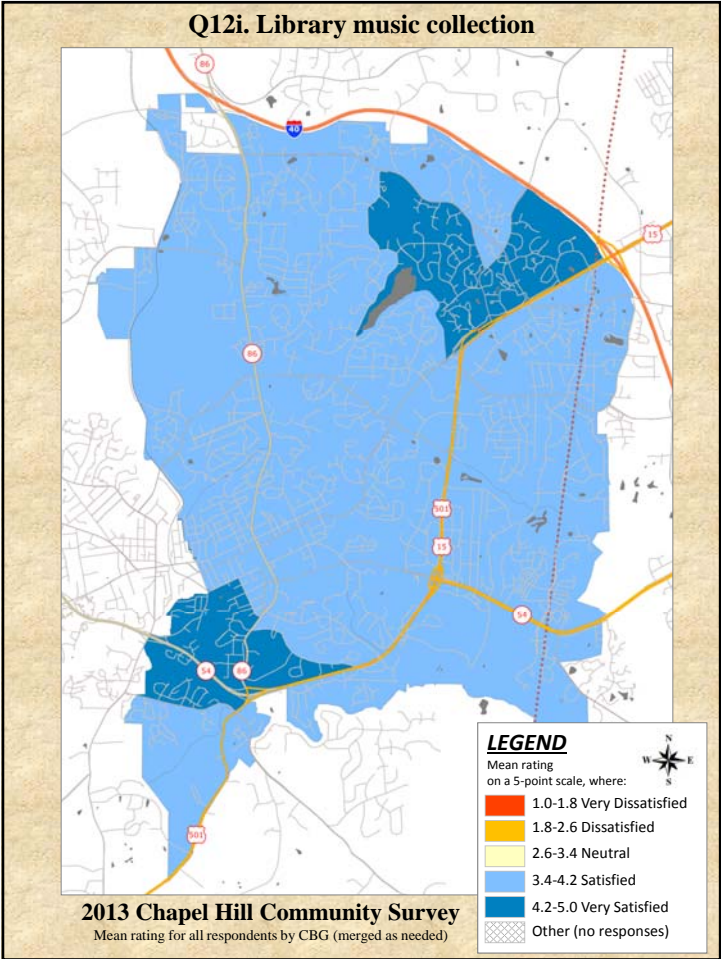 Q12i. Library music collection
86
40
15
86
501
15
54
54
86
501
LEGEND
Mean rating
on a 5-point scale, where:
N
W E
S
1.0-1.8 Very Dissatisfied
1.8-2.6 Dissatisfied
2.6-3.4 Neutral
3.4-4.2 Satisfied
4.2-5.0 Very Satisfied
Other (no responses)
2013 Chapel Hill Community Survey
Mean rating for all respondents by CBG (merged as needed)